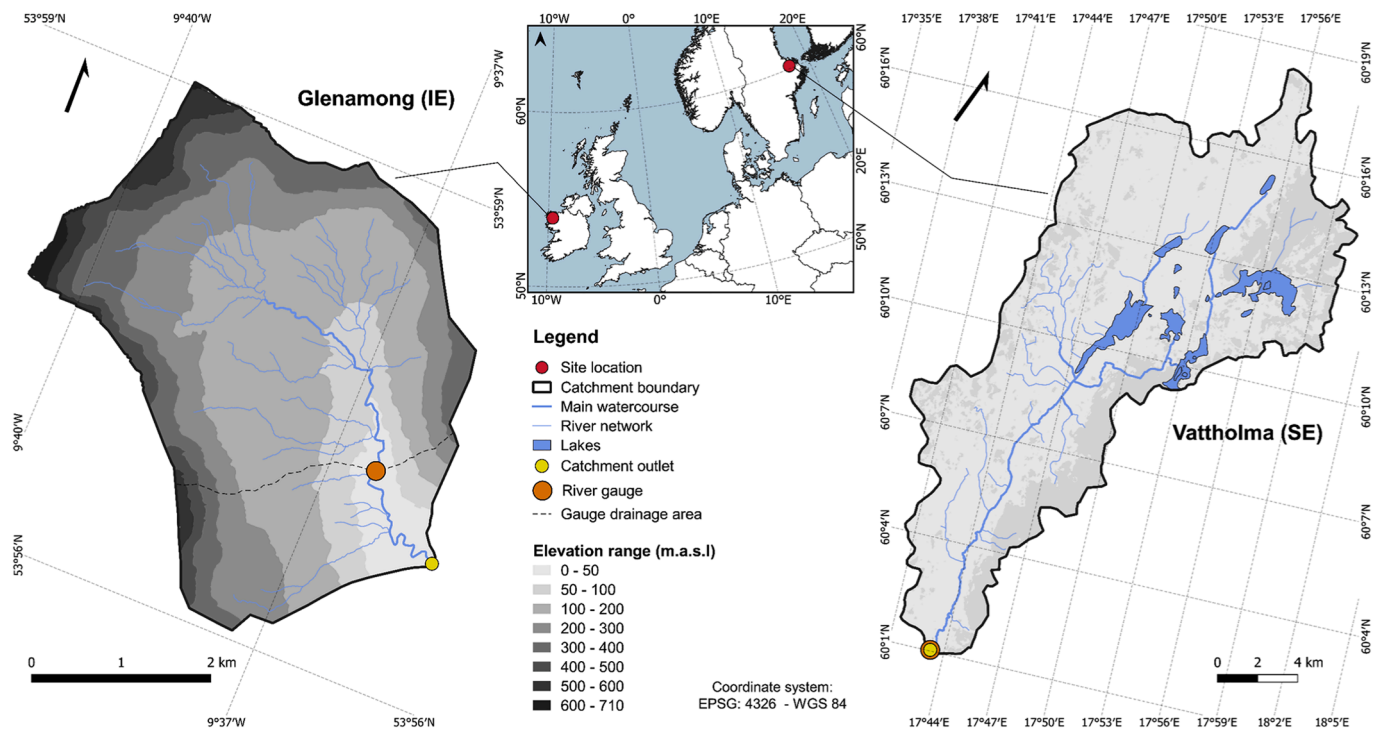 53°59'N
9°40'W
9°37'W
53°59'N
9°40'W
53°56'N
9°37'W
53°56'N
Glenamong (IE)
0
1
2 km
10°W
0°
10°E
20°E
60°N
60°N
20°E
50°N
50°N
10°W
0°
10°E
Legend
Site location
Catchment boundary
Main watercourse
River network
Lakes
Catchment outlet
River gauge
Gauge drainage area
Elevation range (m.a.s.l)
0 - 50
50 - 100
100 - 200
200 - 300
300 - 400
400 - 500
500 - 600
600 - 710
Coordinate system:
EPSG: 4326 - WGS 84
17°35'E
17°38'E
17°41'E
17°44'E
17°47'E
17°50'E
17°53'E
17°56'E
60°16'N
60°13'N
60°10'N
60°7'N
60°4'N
60°1'N
60°19'N
60°16'N
60°13'N
60°10'N
60°7'N
60°4'N
Vattholma (SE)
0
2
4 km
17°44'E
17°47'E
17°50'E
17°53'E
17°56'E
17°59'E
18°2'E
18°5'E